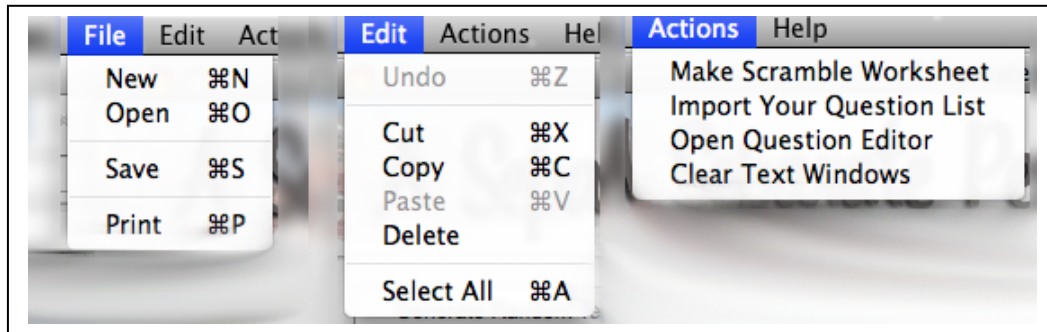 File Edit Act
New ⌘N
Open ⌘O
Save ⌘S
Print ⌘P
Edit Actions Hel
Undo ⌘Z
Cut ⌘X
Copy ⌘C
Paste ⌘V
Delete
Select All ⌘A
Actions Help
Make Scramble Worksheet
Import Your Question List
Open Question Editor
Clear Text Windows